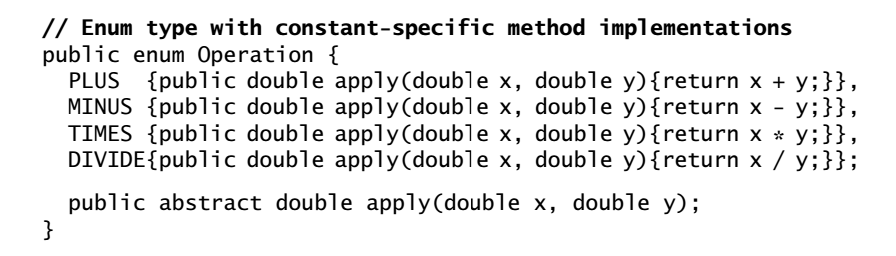 // Enum type with constant-specific method implementations
public enum Operation {
  PLUS  {public double apply(double x, double y){return x + y;}},
  MINUS {public double apply(double x, double y){return x - y;}},
  TIMES {public double apply(double x, double y){return x * y;}},
  DIVIDE{public double apply(double x, double y){return x / y;}};
  public abstract double apply(double x, double y);
}